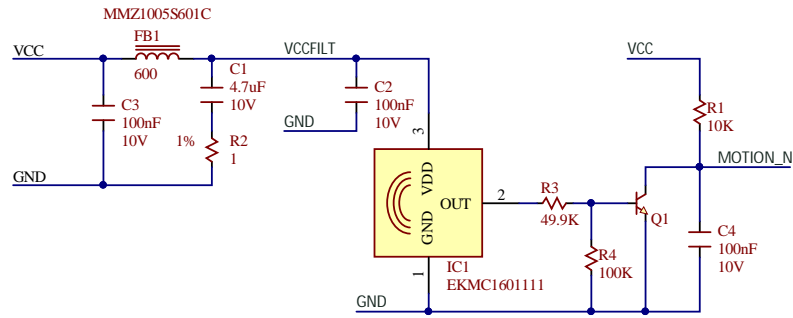 MMZ1005S601C
FB1
VCC
600
VCCFILT
VCC
C1
4.7uF
10V
C2
100nF
10V
C3
100nF
10V
GND
1%
R2
1
GND
R1
10K
MOTION_N
3
VDD
GND
OUT
2
1
R3
49.9K
Q1
R4
100K
C4
100nF
10V
IC1
EKMC1601111
GND